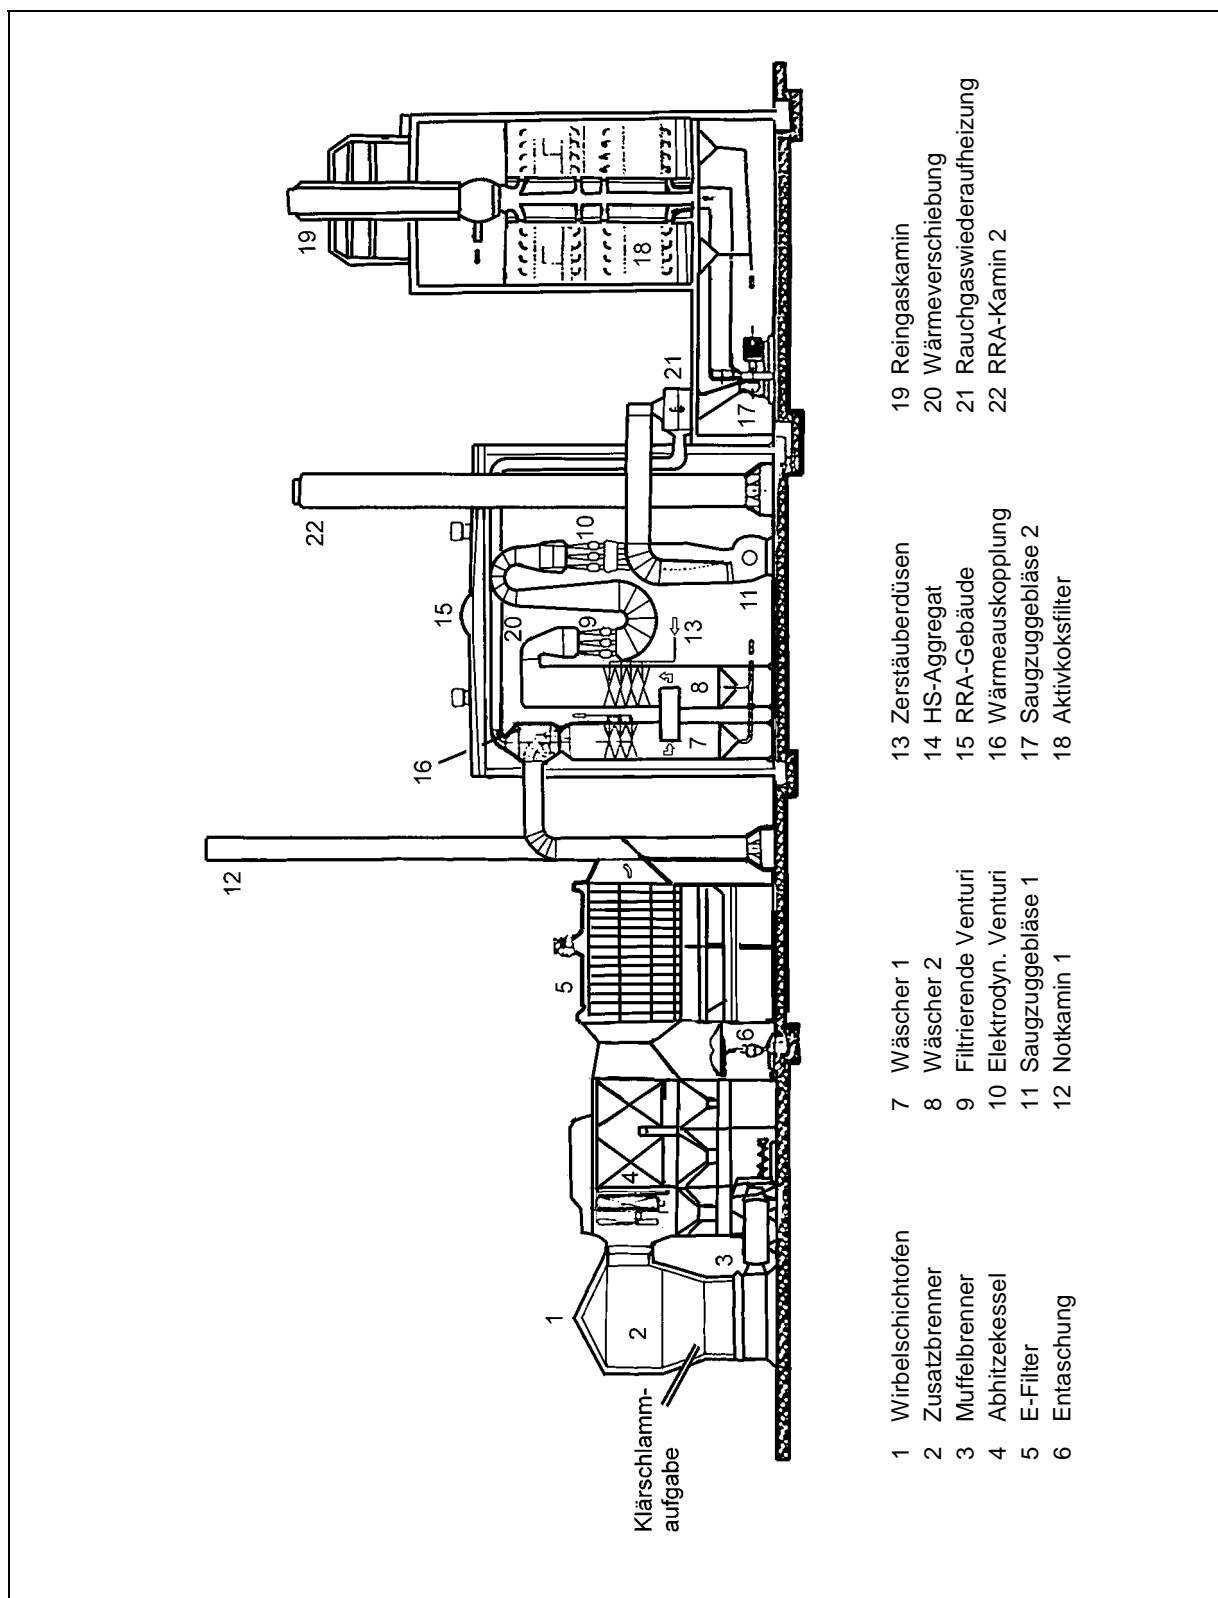 Klärschlamm-
aufgabe
1
2
3
4
5
6
12
16
7
8
15
20
19
13
10
11
22
21
17
18
19
1 Wirbelschichtofen
2 Zusatzbrenner
3 Muffelbrenner
4 Abhitzekessel
5 E-Filter
6 Entaschung
7 Wäscher 1
8 Wäscher 2
9 Filtrierende Venturi
10 Elektrodyn. Venturi
11 Saugzuggebläse 1
12 Notkamin 1
13 Zerstäuberdüsen
14 HS-Aggregat
15 RRA-Gebäude
16 Wärmeauskopplung
17 Saugzuggebläse 2
18 Aktivkoksfilter
19 Reingaskamin
20 Wärmeverschiebung
21 Rauchgaswiederaufheizung
22 RRA-Kamin 2